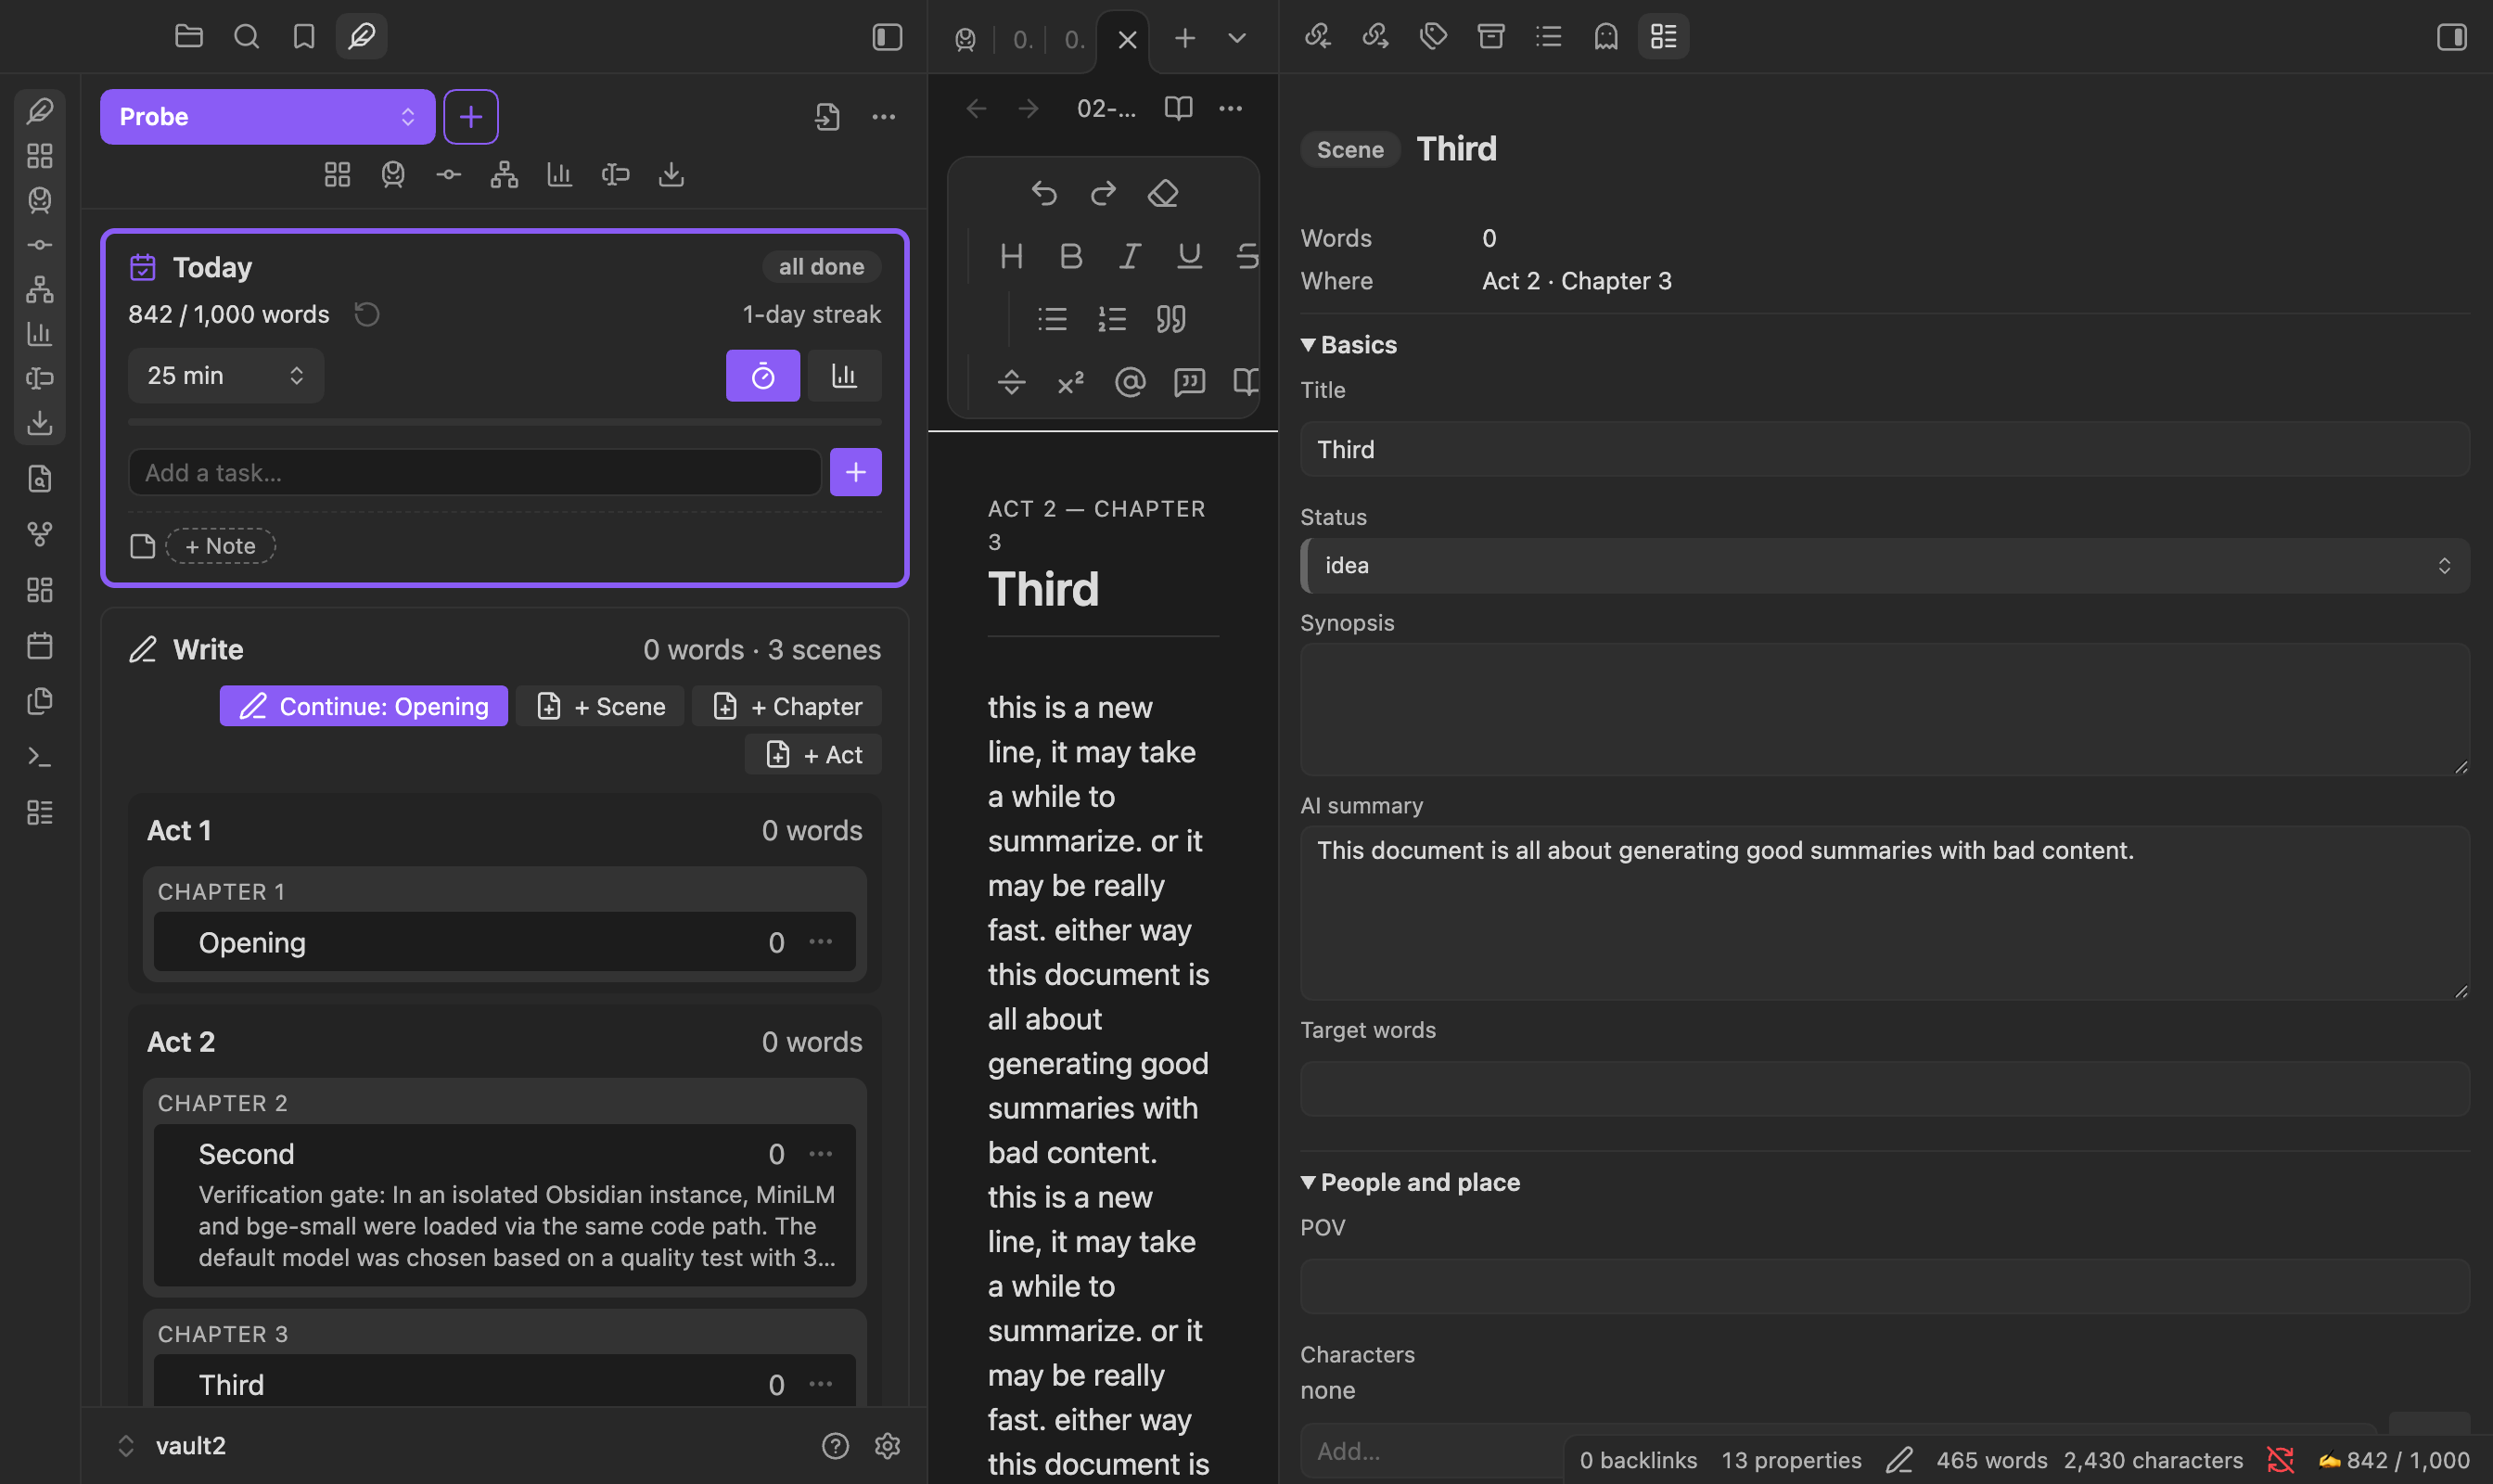 0.
0.
Probe
Today
all done
842 / 1,000 words
1-day streak
25 min
Add a task...
+ Note
Write
0 words · 3 scenes
Continue: Opening
+ Scene
+ Chapter
+ Act
Act 1
0 words
CHAPTER 1
Opening
0
Act 2
0 words
CHAPTER 2
Second
0
Verification gate: In an isolated Obsidian instance, MiniLM
and bge-small were loaded via the same code path. The
default model was chosen based on a quality test with 3...
CHAPTER 3
Third
0
vault2
02-...
ACT 2 — CHAPTER
3
Third
this is a new
line, it may take
a while to
summarize. or it
may be really
fast. either way
this document is
all about
generating good
summaries with
bad content.
this is a new
line, it may take
a while to
summarize. or it
may be really
fast. either way
this document is
Scene
Third
Words
0
Where
Act 2 · Chapter 3
Basics
Title
Third
Status
idea
Synopsis
AI summary
This document is all about generating good summaries with bad content.
Target words
People and place
POV
Characters
none
Add...
0 backlinks
13 properties
465 words
2,430 characters
842 / 1,000